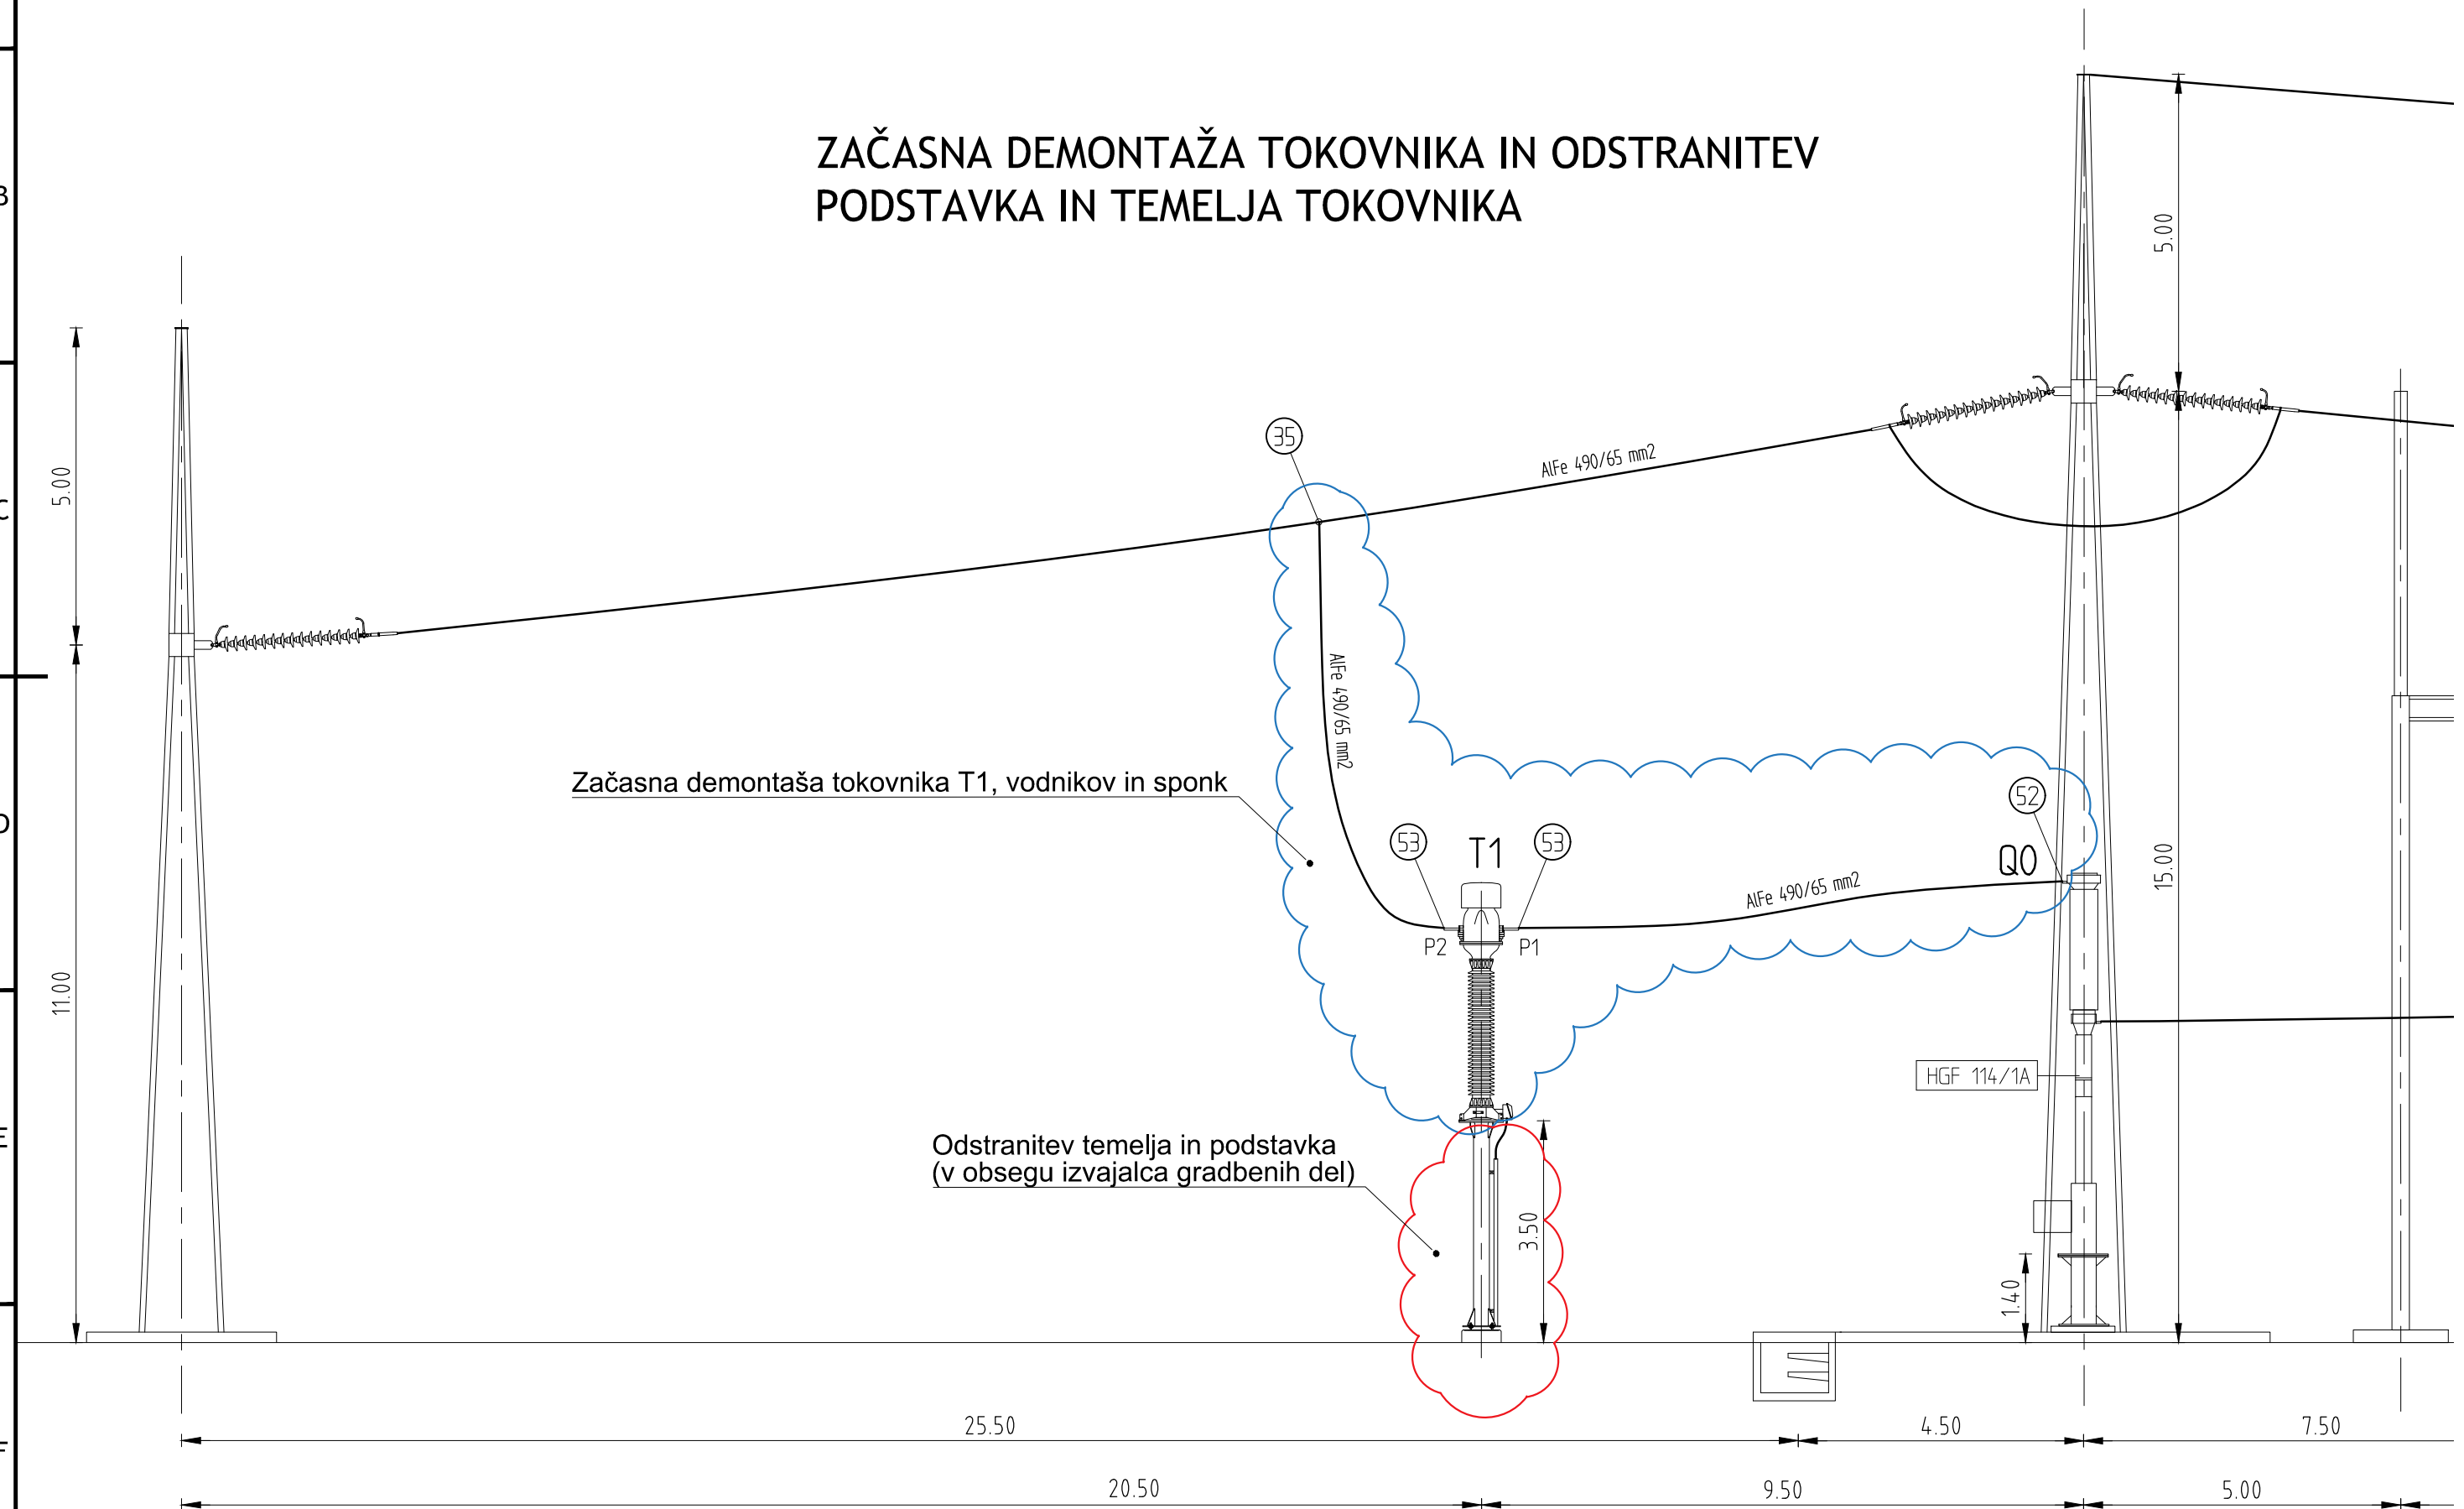 ZAČASNA DEMONTAŽA TOKOVNIKA IN ODSTRANITEV
PODSTAVKA IN TEMELJA TOKOVNIKA
B
5.00
35
AlFe 490/65 mm2
5.00
C
AlFe 490/65 mm2
Začasna demontaša tokovnika T1, vodnikov in sponk
52
D
53
T1
53
Q0
15.00
AlFe 490/65 mm2
P2
P1
11.00
HGF 114/1A
E
Odstranitev temelja in podstavka
(v obsegu izvajalca gradbenih del)
3.50
1.40
F
25.50
4.50
7.50
20.50
9.50
5.00